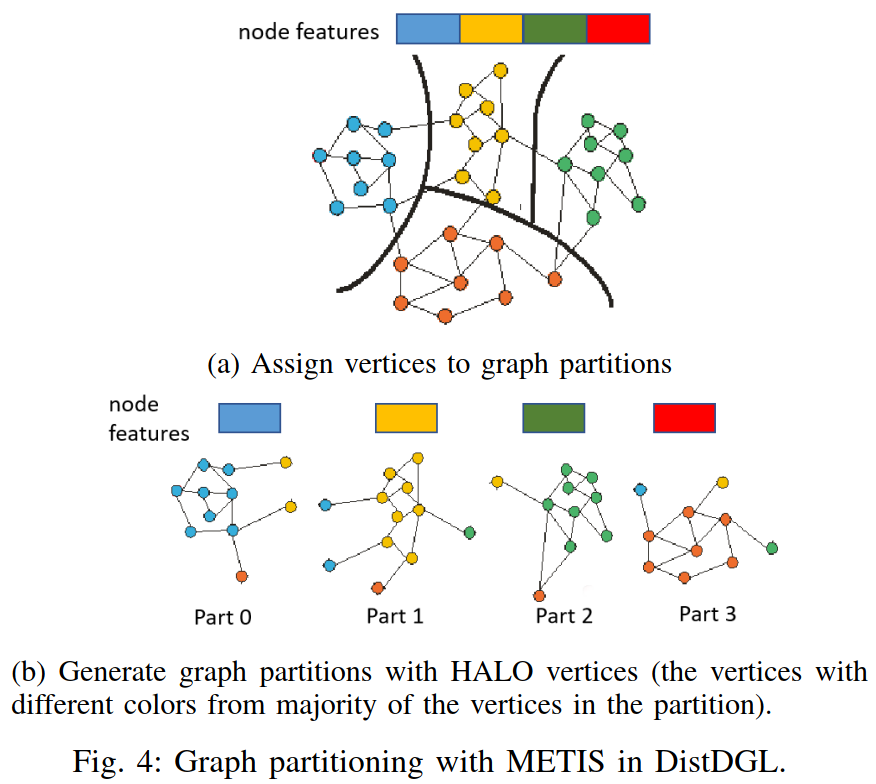 node features
(a) Assign vertices to graph partitions
node
features
Part 0
Part 1
Part 2
Part 3
(b) Generate graph partitions with HALO vertices (the vertices with
different colors from majority of the vertices in the partition).
Fig. 4: Graph partitioning with METIS in DistDGL.